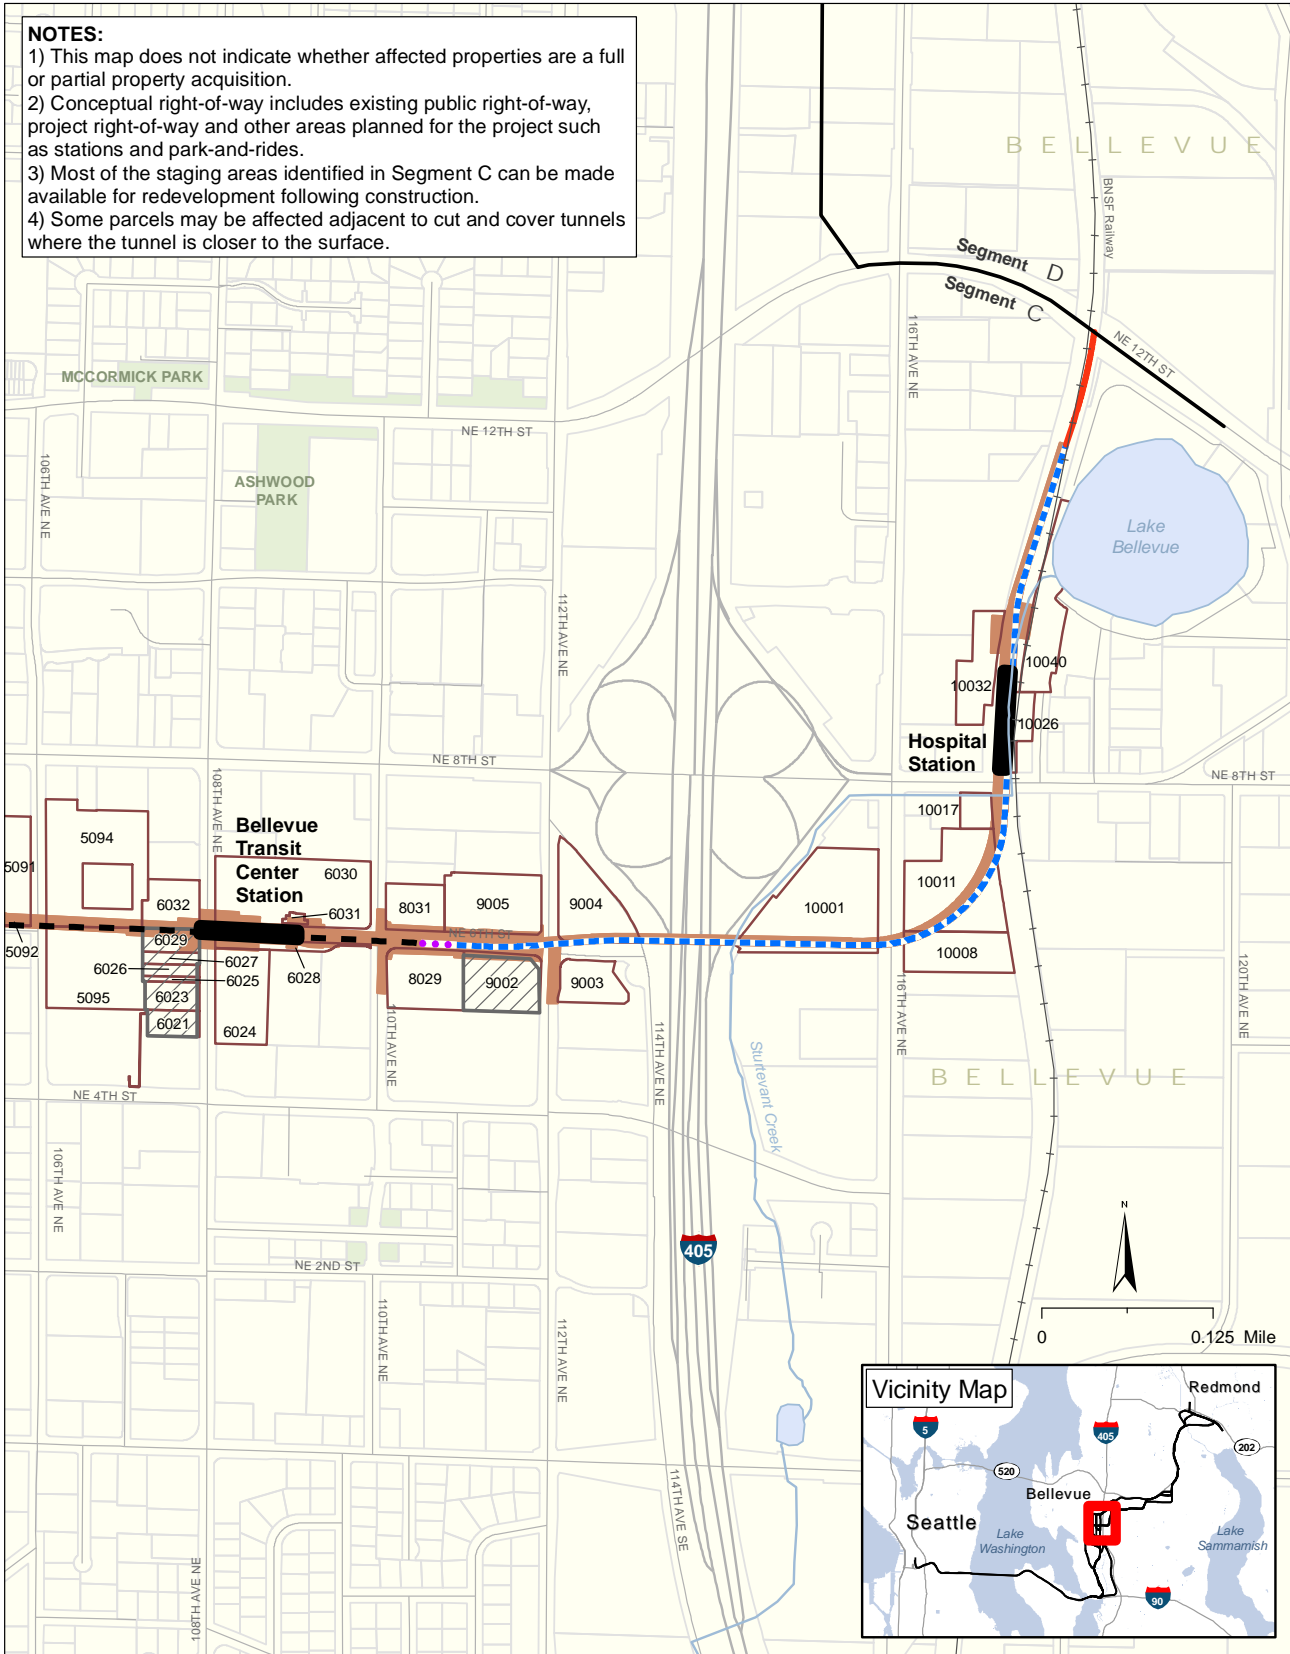 NOTES:
1) This map does not indicate whether affected properties are a full
or partial property acquisition.
2) Conceptual right-of-way includes existing public right-of-way,
project right-of-way and other areas planned for the project such
as stations and park-and-rides.
3) Most of the staging areas identified in Segment C can be made
available for redevelopment following construction.
4) Some parcels may be affected adjacent to cut and cover tunnels
where the tunnel is closer to the surface.
BELLEVUE
BNSF Railway
Segment D
Segment C
116TH AVE NE
NE 12TH ST
MCCORMICK PARK
NE 12TH ST
106TH AVE NE
ASHWOOD
PARK
Lake
Bellevue
112TH AVE NE
10040
10032
10026
Hospital
Station
NE 8TH ST
NE 8TH ST
108TH AVE NE
10017
5094
Bellevue
Transit
Center
Station
5091
6030
10011
6032
8031
9005
9004
10001
6031
6029
NE 6TH ST
5092
6027
6028
10008
6026
6025
8029
9002
9003
5095
6023
6021
6024
110TH AVE NE
116TH AVE NE
120TH AVE NE
114TH AVE NE
Sturtevant Creek
BELLEVUE
NE 4TH ST
106TH AVE NE
N
405
NE 2ND ST
110TH AVE NE
112TH AVE NE
0
0.125 Mile
Vicinity Map
Redmond
5
405
202
520
Bellevue
Seattle
Lake
Washington
Lake
Sammamish
90
114TH AVE SE
108TH AVE NE